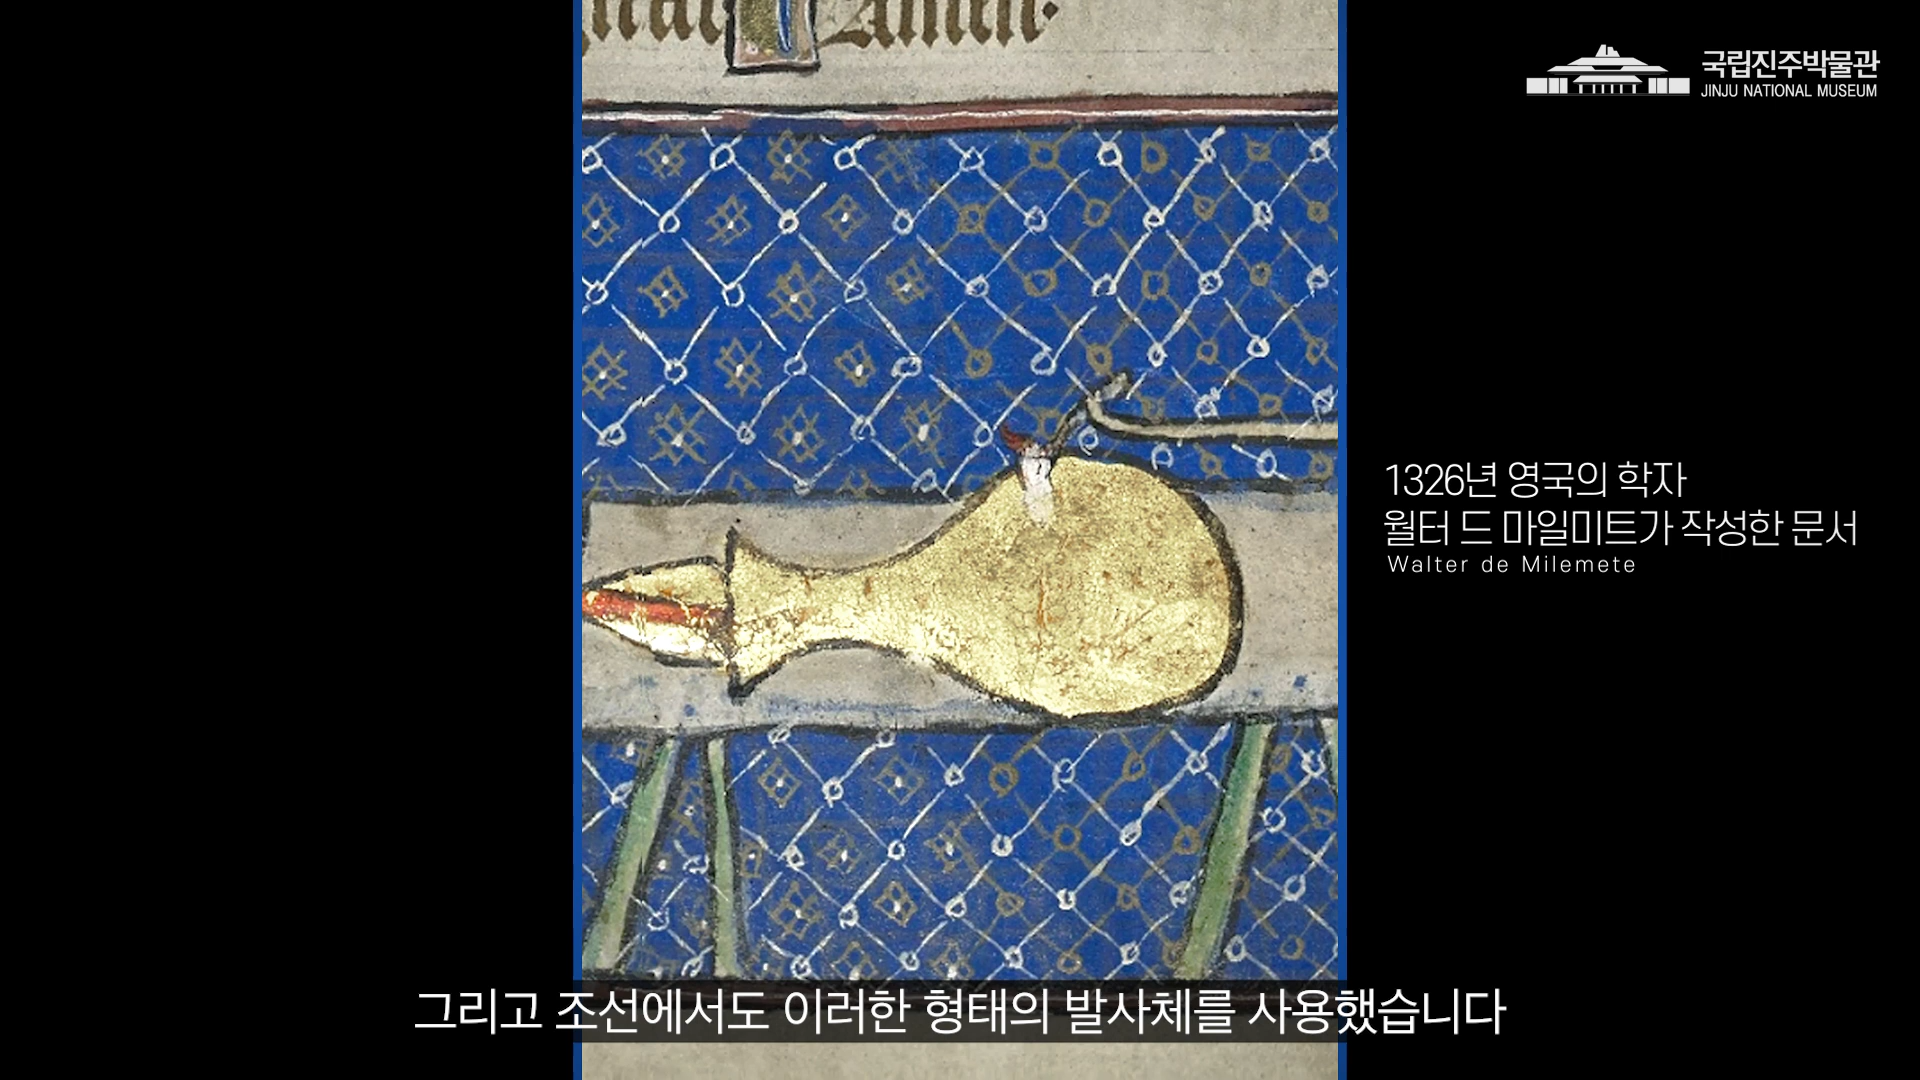 Amen·
국립진주박물관
JINJU NATIONAL MUSEUM
1326년 영국의 학자
월터 드 마일미트가 작성한 문서
Walter de Milemete
그리고 조선에서도 이러한 형태의 발사체를 사용했습니다